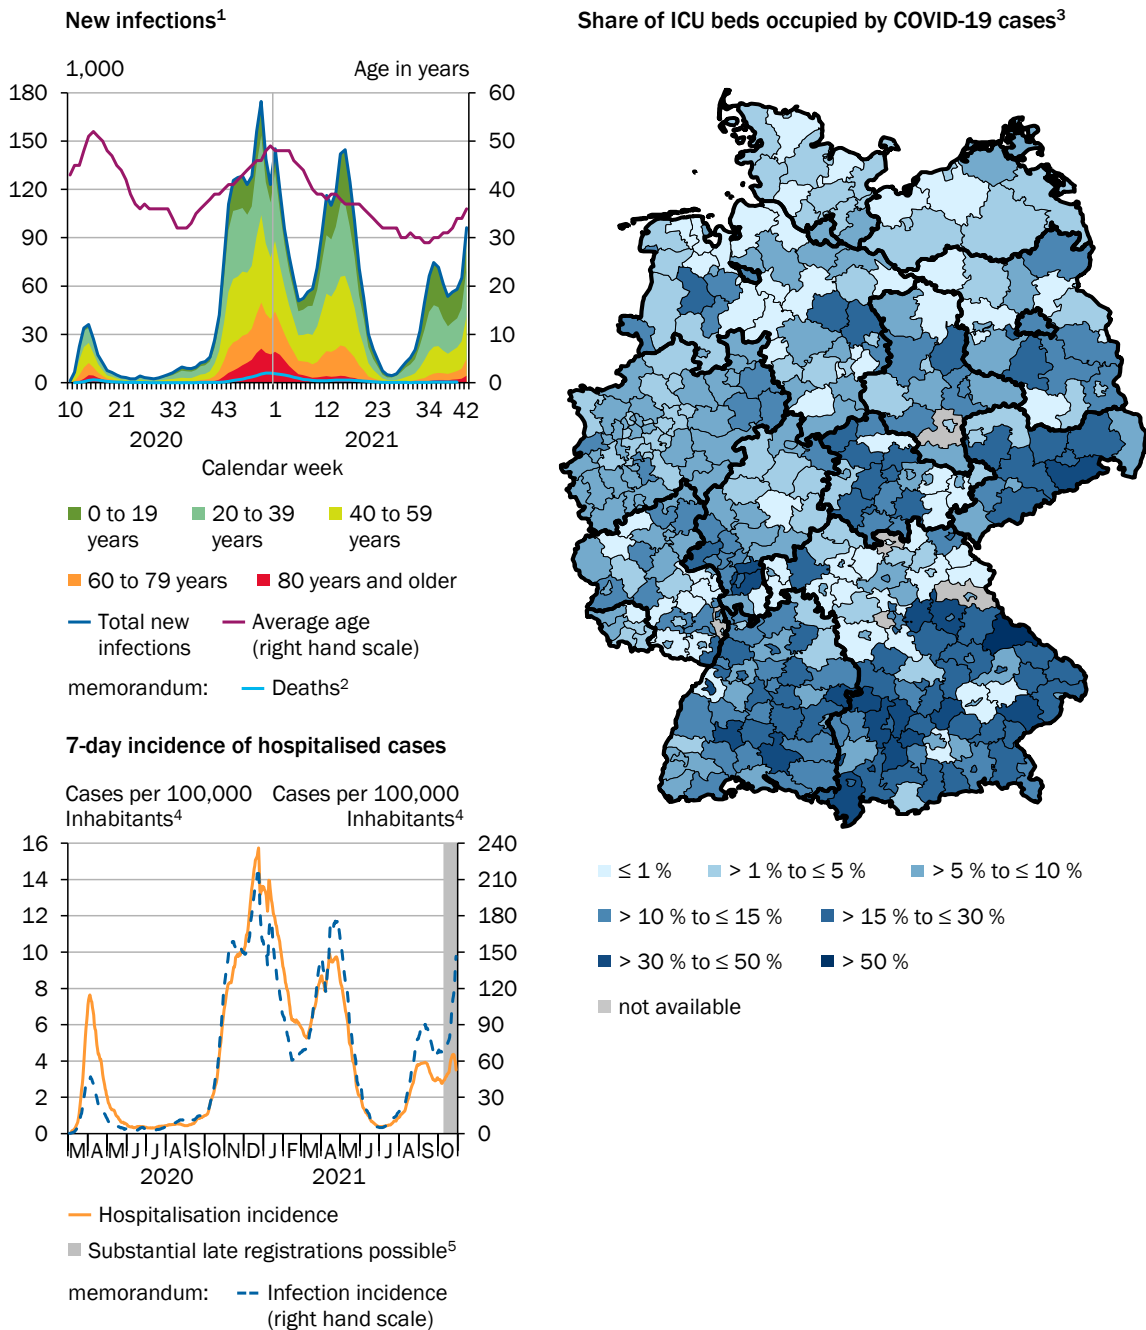 New infections¹
1,000
Age in years
180
150
120
90
60
30
0
60
50
40
30
20
10
0
10 21 32 43 1 12 23 34 42
2020 2021
Calendar week
0 to 19 years
20 to 39 years
40 to 59 years
60 to 79 years
80 years and older
Total new infections
Average age (right hand scale)
memorandum:
Deaths²
7-day incidence of hospitalised cases
Cases per 100,000 Inhabitants⁴
Cases per 100,000 Inhabitants⁴
16
14
12
10
8
6
4
2
0
240
210
180
150
120
90
60
30
0
M A M J J A S O N D J F M A M J J A S O
2020 2021
Hospitalisation incidence
Substantial late registrations possible⁵
memorandum:
Infection incidence (right hand scale)
Share of ICU beds occupied by COVID-19 cases³
≤ 1 %
> 1 % to ≤ 5 %
> 5 % to ≤ 10 %
> 10 % to ≤ 15 %
> 15 % to ≤ 30 %
> 30 % to ≤ 50 %
> 50 %
not available